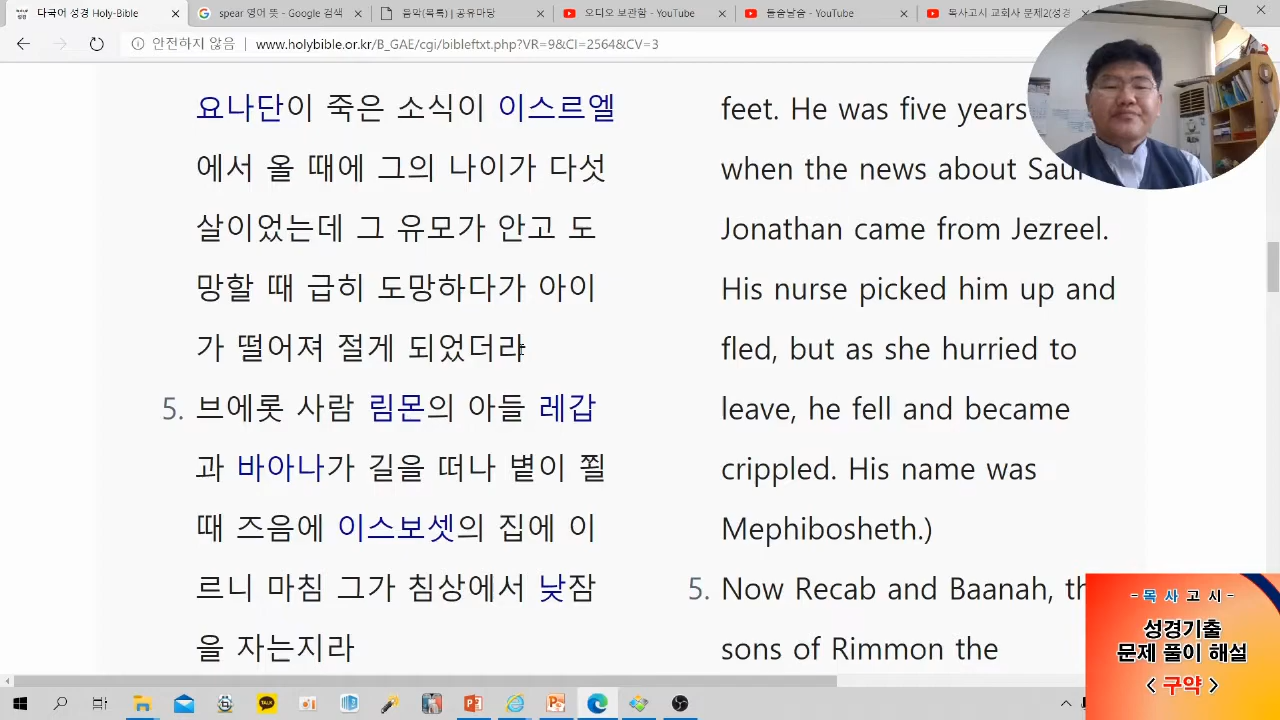 다국어 성경 Holy-Bible
spear 영어 뜻 - Google 검색
음악(목록) | 공유마당
오디오 보관함 - YouTube
돌숨날숨 - YouTube
목사고시 교회사 문제2(성경
안전하지 않음
www.holybible.or.kr/B_GAE/cgi/bibleftxt.php?VR=9&CI=2564&CV=3
요나단이 죽은 소식이 이스르엘
에서 올 때에 그의 나이가 다섯
살이었는데 그 유모가 안고 도
망할 때 급히 도망하다가 아이
가 떨어져 절게 되었더라
5. 브에롯 사람 림몬의 아들 레갑
과 바아나가 길을 떠나 볕이 쬘
때 즈음에 이스보셋의 집에 이
르니 마침 그가 침상에서 낮잠
을 자는지라
feet. He was five years
when the news about Saul
Jonathan came from Jezreel.
His nurse picked him up and
fled, but as she hurried to
leave, he fell and became
crippled. His name was
Mephibosheth.)
5. Now Recab and Baanah, th
sons of Rimmon the
- 목 사 고 시 -
성경기출
문제 풀이 해설
< 구약 >
TALK